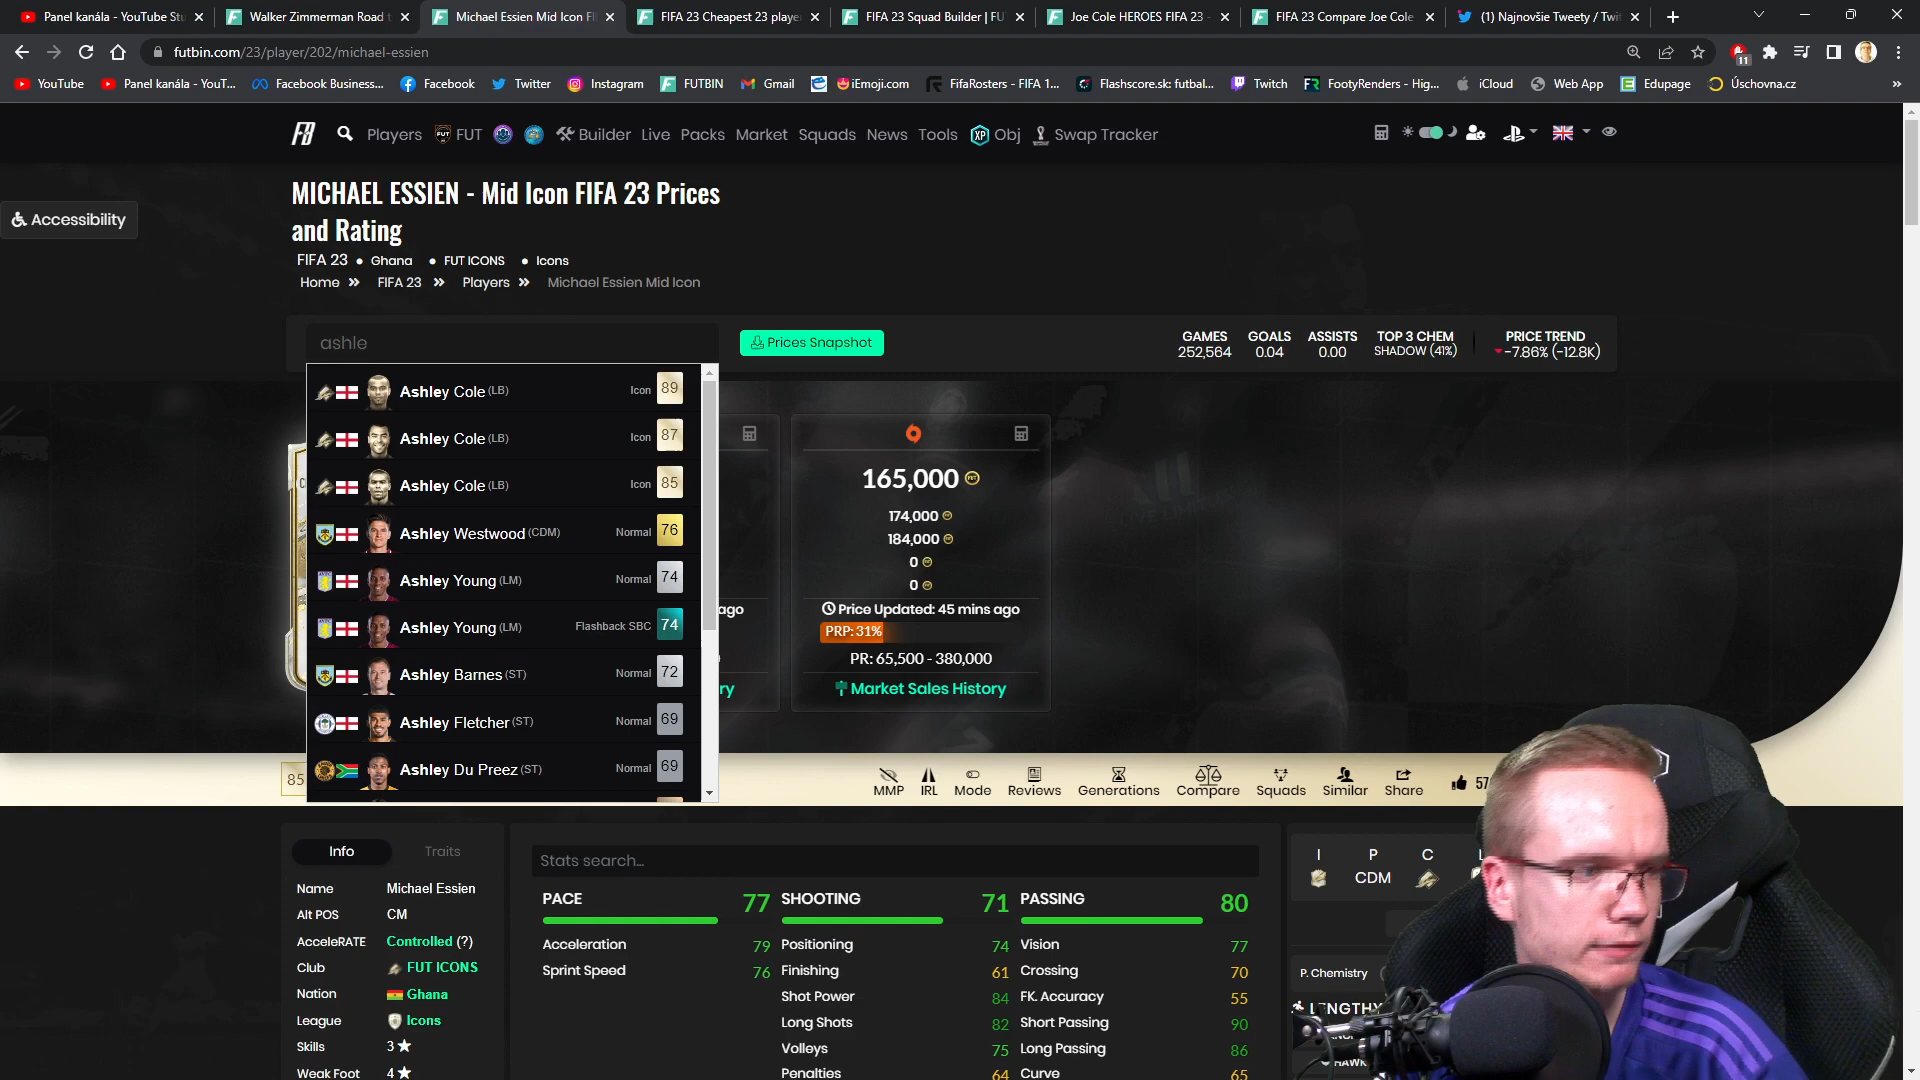 Panel kanála - YouTube Stu
Walker Zimmerman Road t
Michael Essien Mid Icon FI
FIFA 23 Cheapest 23 playe
FIFA 23 Squad Builder | FU
Joe Cole HEROES FIFA 23 -
FIFA 23 Compare Joe Cole
(1) Najnovšie Tweety / Twi
futbin.com/23/player/202/michael-essien
11
YouTube
Panel kanála - YouT...
Facebook Business...
Facebook
Twitter
Instagram
FUTBIN
Gmail
iEmoji.com
FifaRosters - FIFA 1...
Flashscore.sk: futbal...
Twitch
FootyRenders - Hig...
iCloud
Web App
Edupage
Úschovna.cz
Players
FUT
Builder
Live
Packs
Market
Squads
News
Tools
Obj
Swap Tracker
Accessibility
MICHAEL ESSIEN - Mid Icon FIFA 23 Prices
and Rating
FIFA 23 ● Ghana ● FUT ICONS ● Icons
Home » FIFA 23 » Players » Michael Essien Mid Icon
ashle
Prices Snapshot
GAMES
252,564
GOALS
0.04
ASSISTS
0.00
TOP 3 CHEM
SHADOW (41%)
PRICE TREND
-7.86% (-12.8K)
Ashley Cole (LB) Icon 89
Ashley Cole (LB) Icon 87
Ashley Cole (LB) Icon 85
Ashley Westwood (CDM) Normal 76
Ashley Young (LM) Normal 74
Ashley Young (LM) Flashback SBC 74
Ashley Barnes (ST) Normal 72
Ashley Fletcher (ST) Normal 69
Ashley Du Preez (ST) Normal 69
ago
ry
165,000
174,000
184,000
0
0
Price Updated: 45 mins ago
PRP: 31%
PR: 65,500 - 380,000
Market Sales History
85
MMP
IRL
Mode
Reviews
Generations
Compare
Squads
Similar
Share
57
Info
Traits
Name Michael Essien
Alt POS CM
AcceleRATE Controlled (?)
Club FUT ICONS
Nation Ghana
League Icons
Skills 3
Weak Foot 4
Stats search...
PACE 77
Acceleration 79
Sprint Speed 76
SHOOTING 71
Positioning 74
Finishing 61
Shot Power 84
Long Shots 82
Volleys 75
Penalties 64
PASSING 80
Vision 77
Crossing 70
FK. Accuracy 55
Short Passing 90
Long Passing 86
Curve 65
I
P
C
CDM
P. Chemistry
LENGTHY